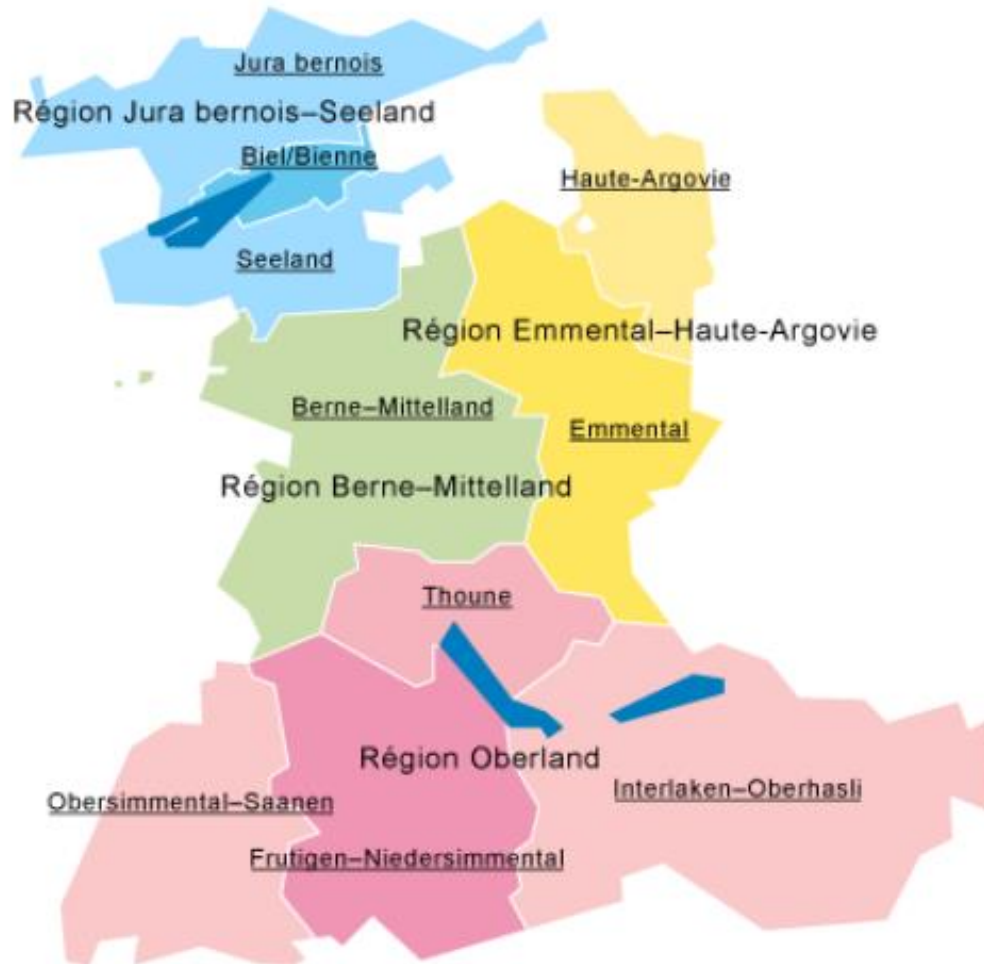 Jura bernois
Région Jura bernois–Seeland
Biel/Bienne
Haute-Argovie
Seeland
Région Emmental–Haute-Argovie
Berne–Mittelland
Emmental
Région Berne–Mittelland
Thoune
Région Oberland
Interlaken–Oberhasli
Obersimmental–Saanen
Frutigen–Niedersimmental